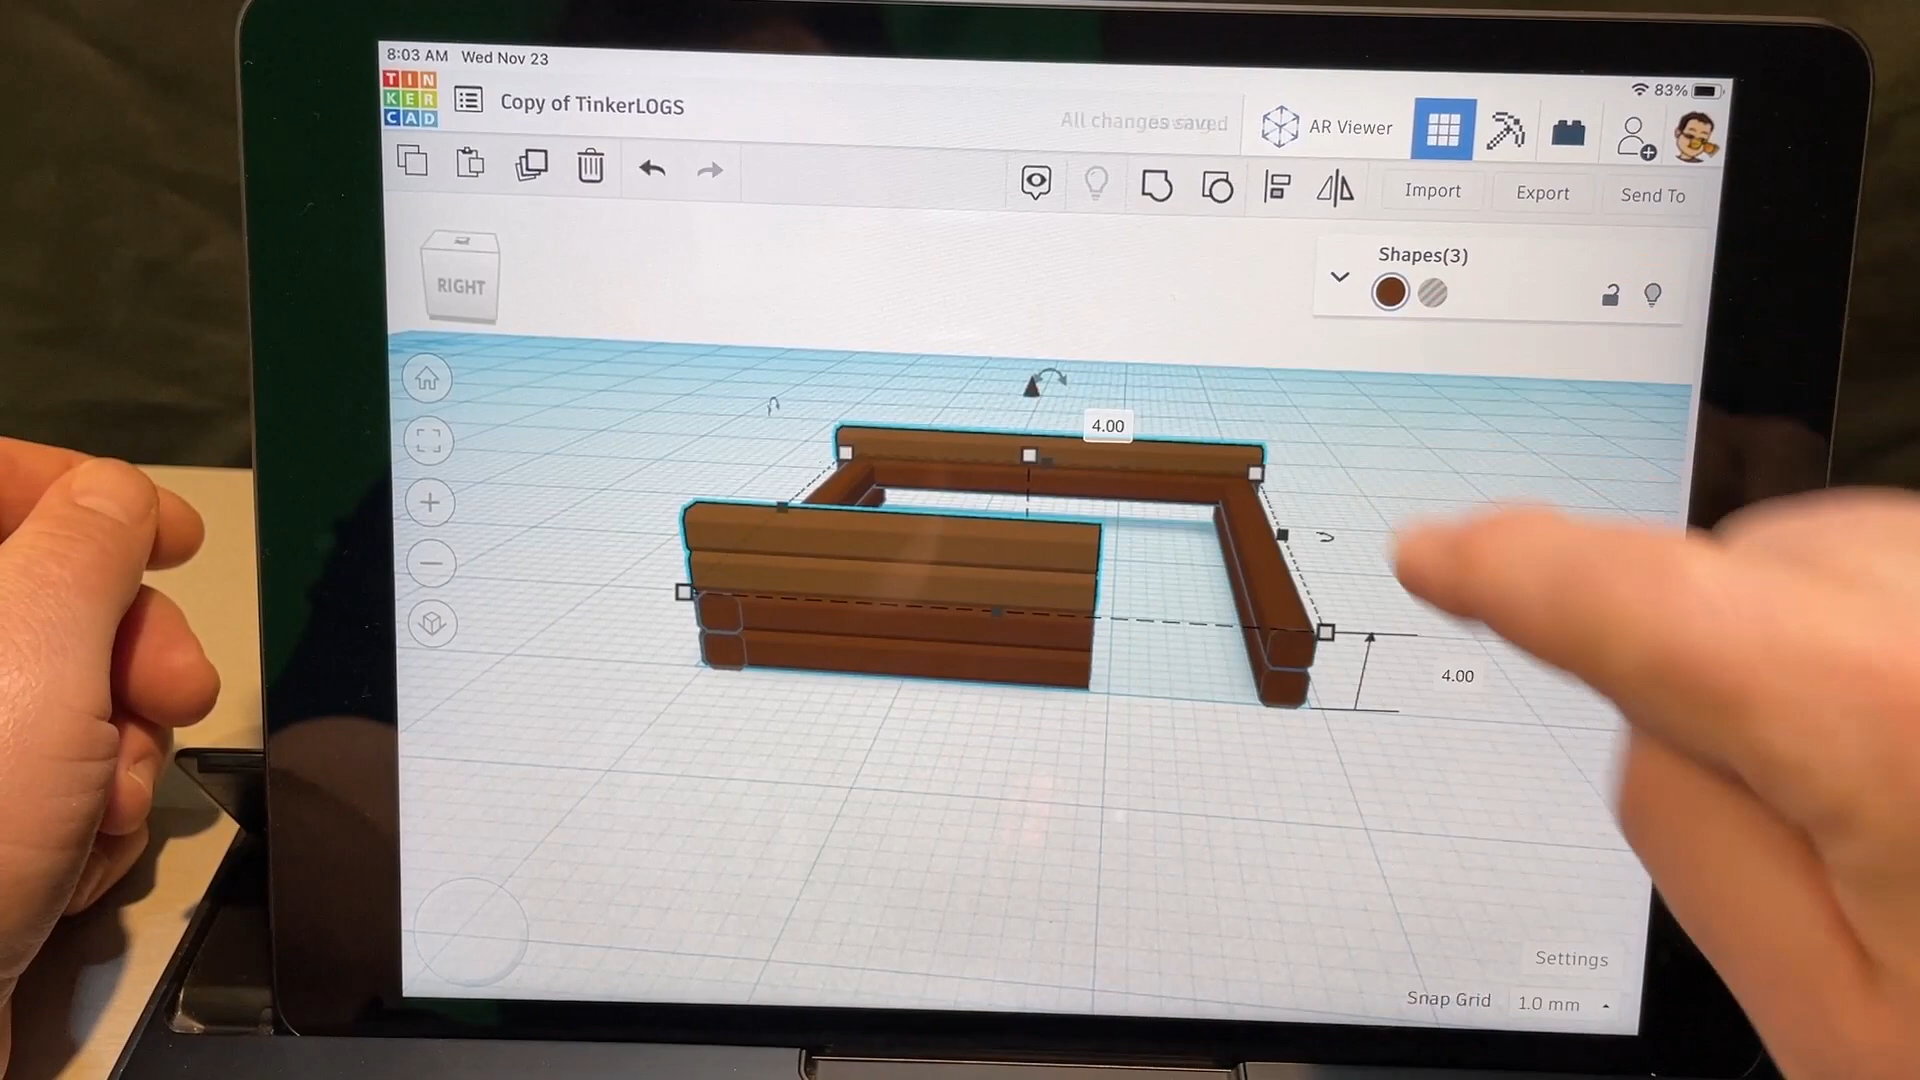 8:03 AM Wed Nov 23
83%
TIN
KER
CAD
Copy of TinkerLOGS
All changes saved
AR Viewer
Import
Export
Send To
RIGHT
Shapes(3)
4.00
4.00
Settings
Snap Grid 1.0 mm